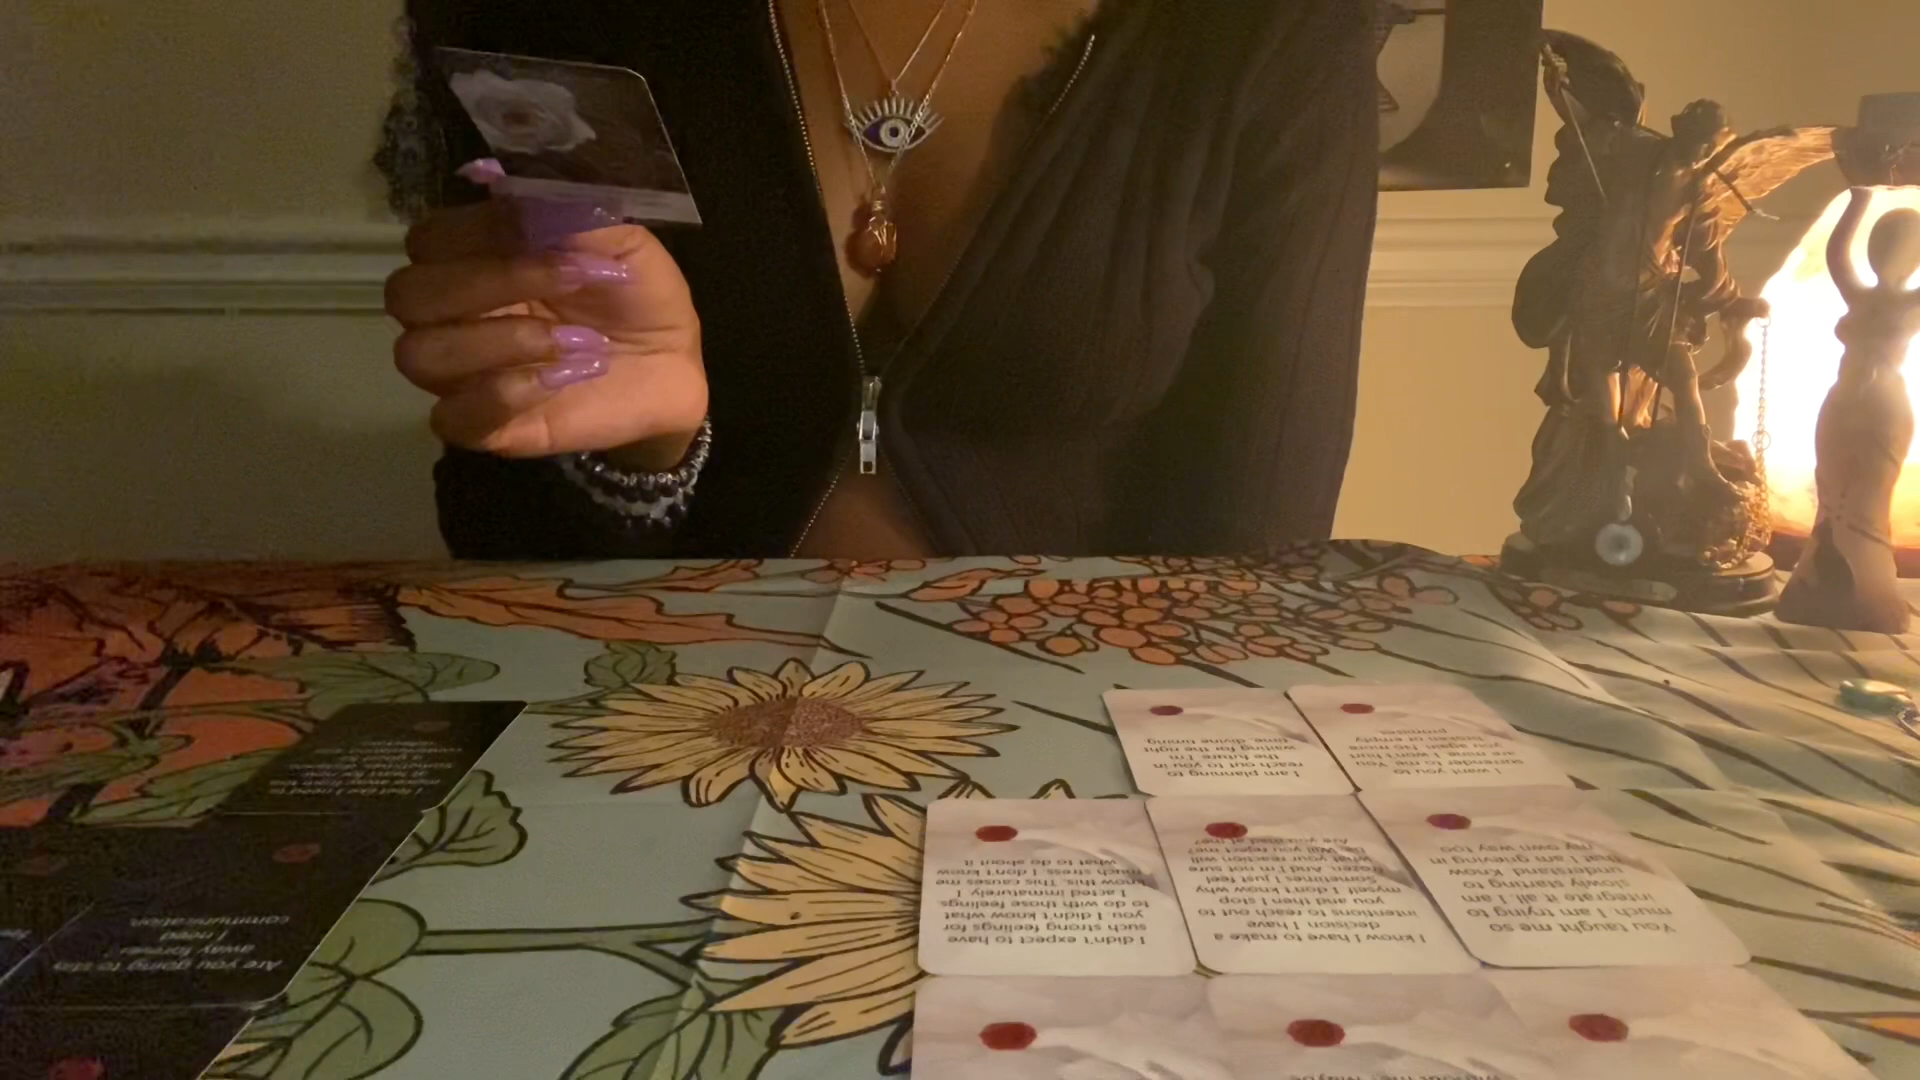 I feel like I need to
Are you going to stay
away forever
I need
communication
I am planning to
reach out to you in
the future. I'm
waiting for the right
time, divine timing
I want you to
surrender to me. You
are mine. I won't hurt
you again. No more
broken or empty
promises
I didn't expect to have
such strong feelings for
you. I didn't know what
to do with those feelings
I acted immaturely. I
know this. This causes me
much stress. I don't know
what to do about it
I know I have to make a
decision. I have
intentions to reach out to
you and then I stop
myself. I don't know why
Sometimes I just feel
frozen. And I'm not sure
what your reaction will
be. Will you reject me?
Are you mad at me?
You taught me so
much. I am trying to
integrate it all. I am
slowly starting to
understand. Know
that I am grieving in
my own way too